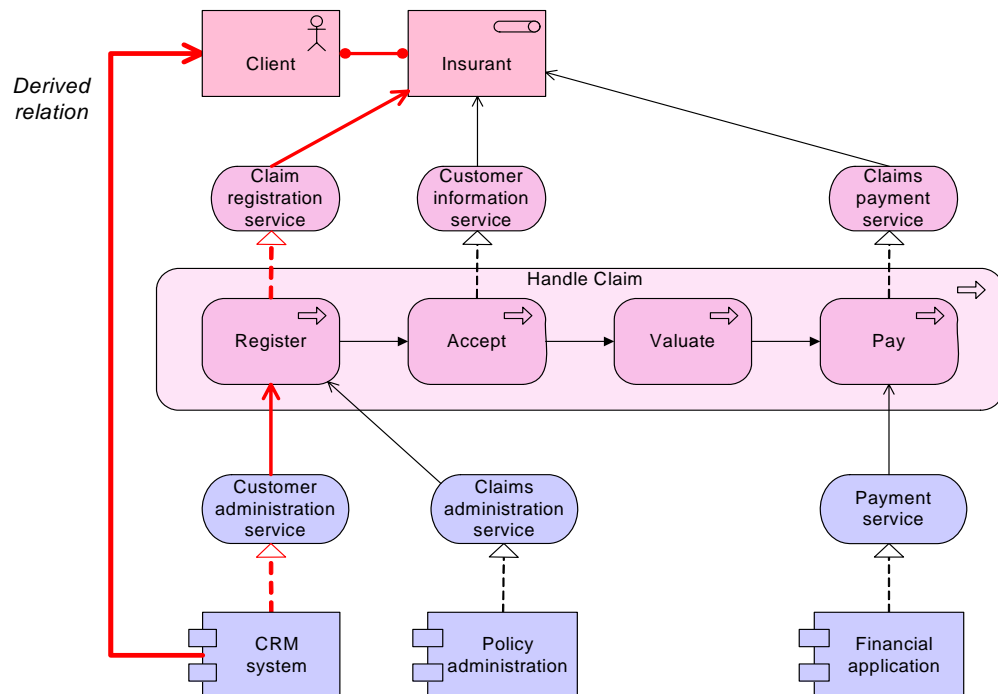 Derived
relation
Client
Insurant
Claim
registration
service
Customer
information
service
Claims
payment
service
Handle Claim
Register
Accept
Valuate
Pay
Customer
administration
service
Claims
administration
service
Payment
service
CRM
system
Policy
administration
Financial
application